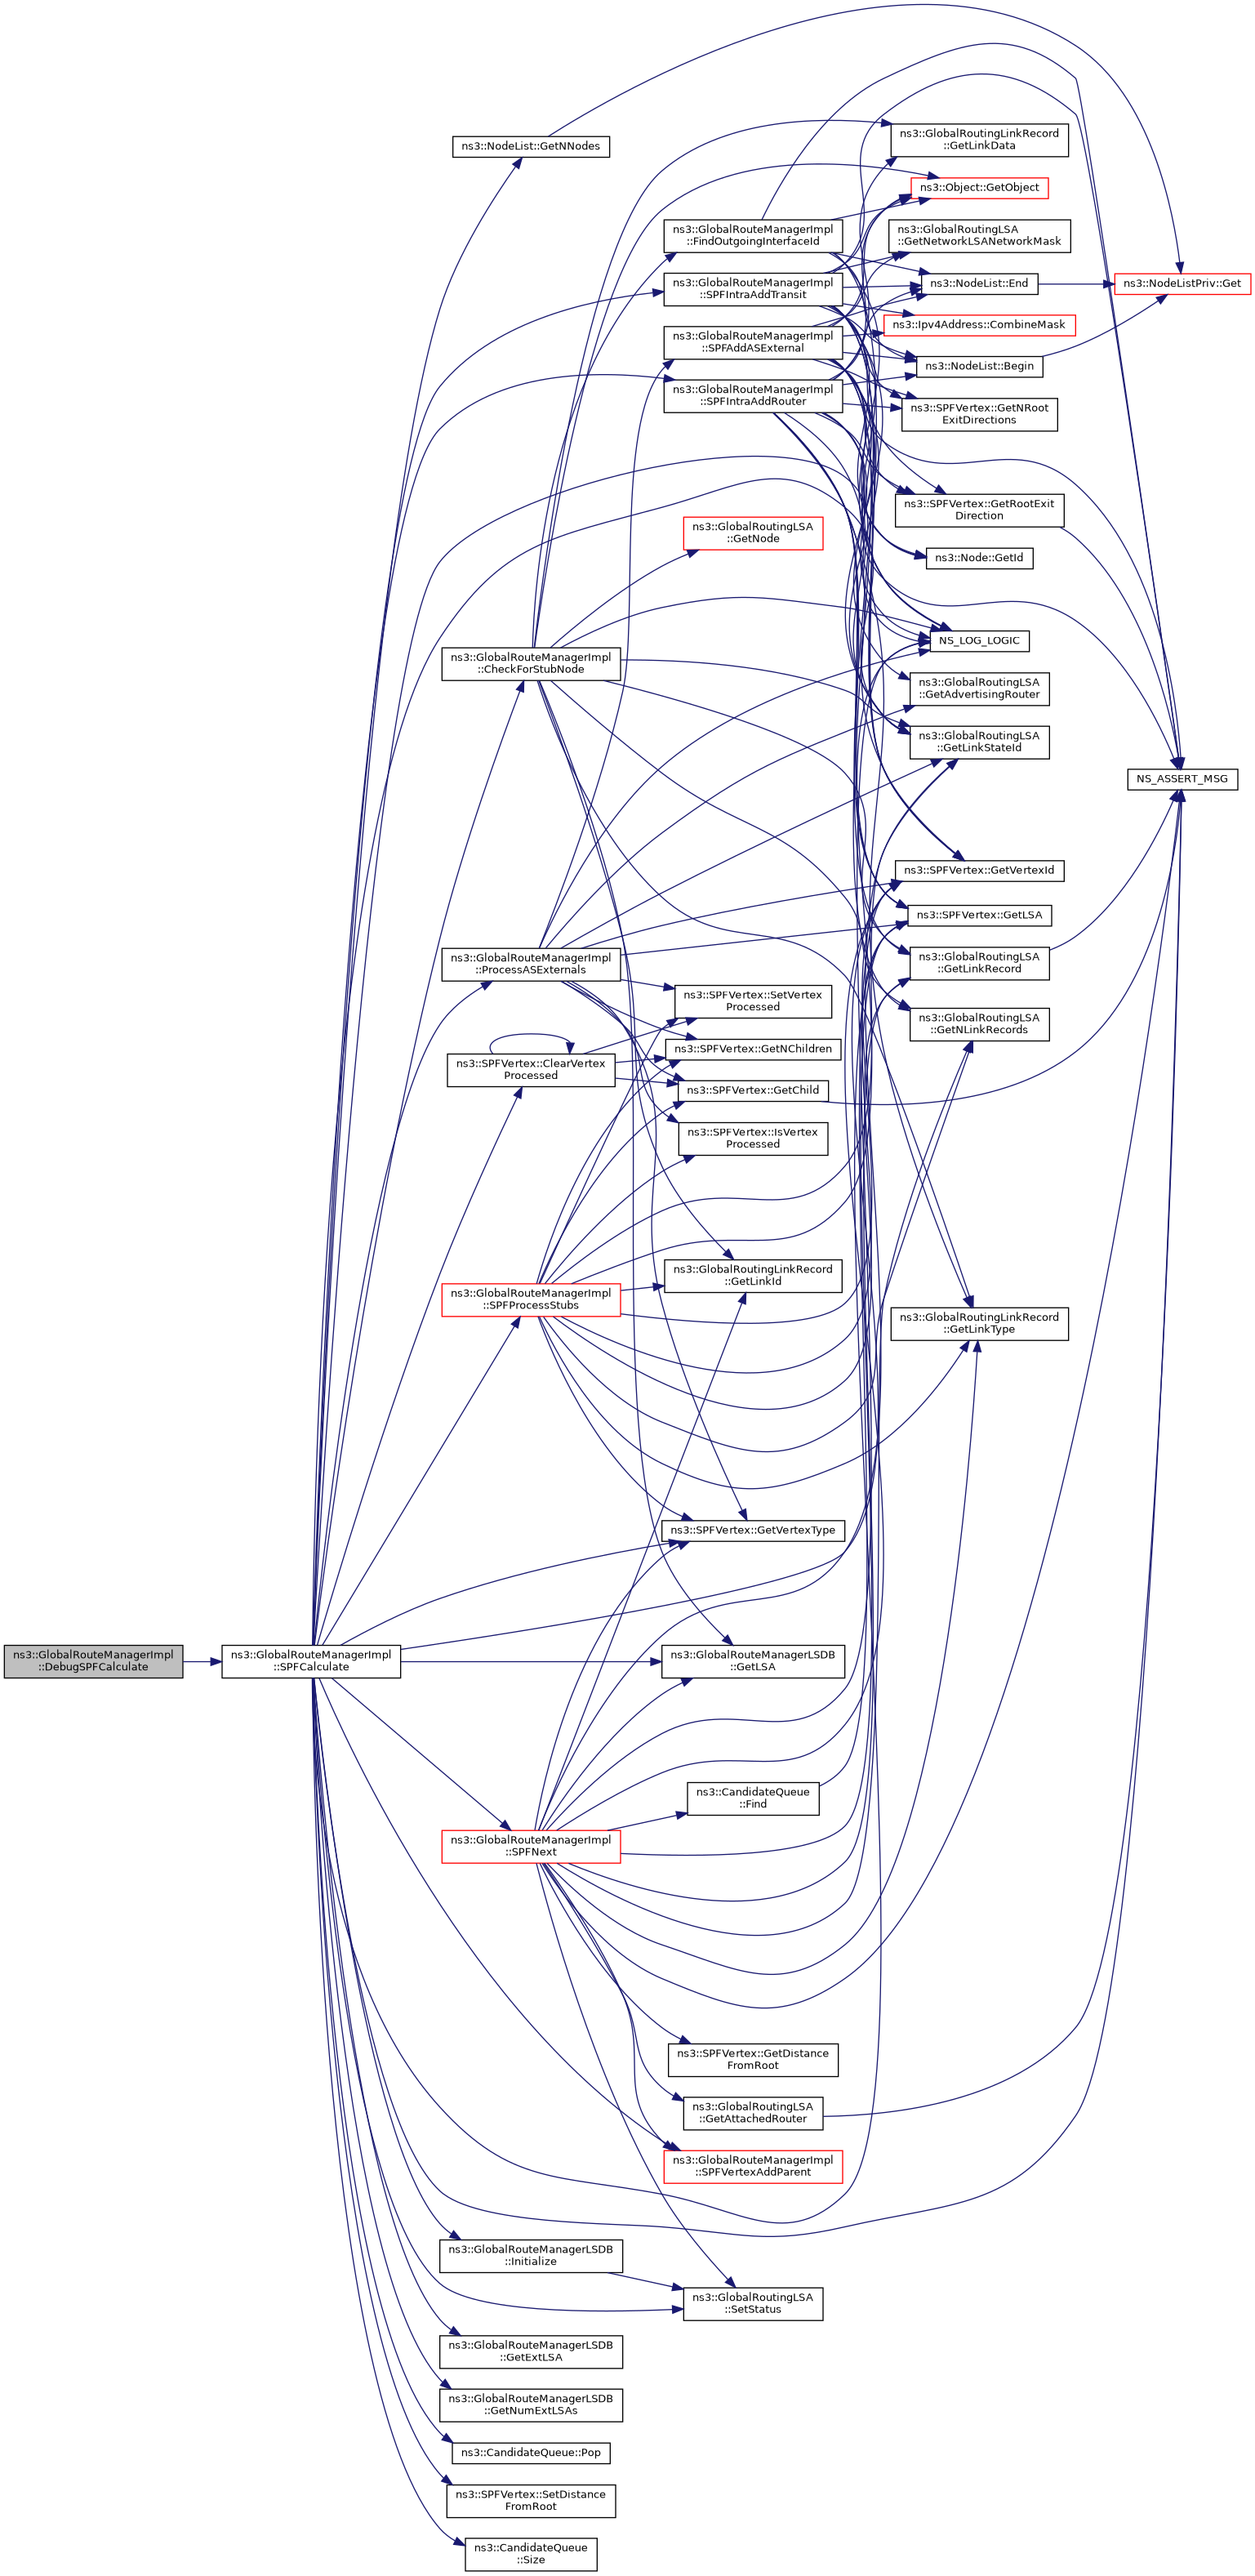 ns3::NodeList::GetNNodes
ns3::GlobalRoutingLinkRecord
::GetLinkData
ns3::Object::GetObject
ns3::GlobalRouteManagerImpl
::FindOutgoingInterfaceId
ns3::GlobalRoutingLSA
::GetNetworkLSANetworkMask
ns3::GlobalRouteManagerImpl
::SPFIntraAddTransit
ns3::NodeList::End
ns3::NodeListPriv::Get
ns3::Ipv4Address::CombineMask
ns3::GlobalRouteManagerImpl
::SPFAddASExternal
ns3::NodeList::Begin
ns3::GlobalRouteManagerImpl
::SPFIntraAddRouter
ns3::SPFVertex::GetNRoot
ExitDirections
ns3::SPFVertex::GetRootExit
Direction
ns3::GlobalRoutingLSA
::GetNode
ns3::Node::GetId
NS_LOG_LOGIC
ns3::GlobalRouteManagerImpl
::CheckForStubNode
ns3::GlobalRoutingLSA
::GetAdvertisingRouter
ns3::GlobalRoutingLSA
::GetLinkStateId
NS_ASSERT_MSG
ns3::SPFVertex::GetVertexId
ns3::SPFVertex::GetLSA
ns3::GlobalRouteManagerImpl
::ProcessASExternals
ns3::GlobalRoutingLSA
::GetLinkRecord
ns3::SPFVertex::SetVertex
Processed
ns3::GlobalRoutingLSA
::GetNLinkRecords
ns3::SPFVertex::GetNChildren
ns3::SPFVertex::ClearVertex
Processed
ns3::SPFVertex::GetChild
ns3::SPFVertex::IsVertex
Processed
ns3::GlobalRoutingLinkRecord
::GetLinkId
ns3::GlobalRouteManagerImpl
::SPFProcessStubs
ns3::GlobalRoutingLinkRecord
::GetLinkType
ns3::SPFVertex::GetVertexType
ns3::GlobalRouteManagerImpl
::DebugSPFCalculate
ns3::GlobalRouteManagerImpl
::SPFCalculate
ns3::GlobalRouteManagerLSDB
::GetLSA
ns3::CandidateQueue
::Find
ns3::GlobalRouteManagerImpl
::SPFNext
ns3::SPFVertex::GetDistance
FromRoot
ns3::GlobalRoutingLSA
::GetAttachedRouter
ns3::GlobalRouteManagerImpl
::SPFVertexAddParent
ns3::GlobalRouteManagerLSDB
::Initialize
ns3::GlobalRoutingLSA
::SetStatus
ns3::GlobalRouteManagerLSDB
::GetExtLSA
ns3::GlobalRouteManagerLSDB
::GetNumExtLSAs
ns3::CandidateQueue::Pop
ns3::SPFVertex::SetDistance
FromRoot
ns3::CandidateQueue
::Size